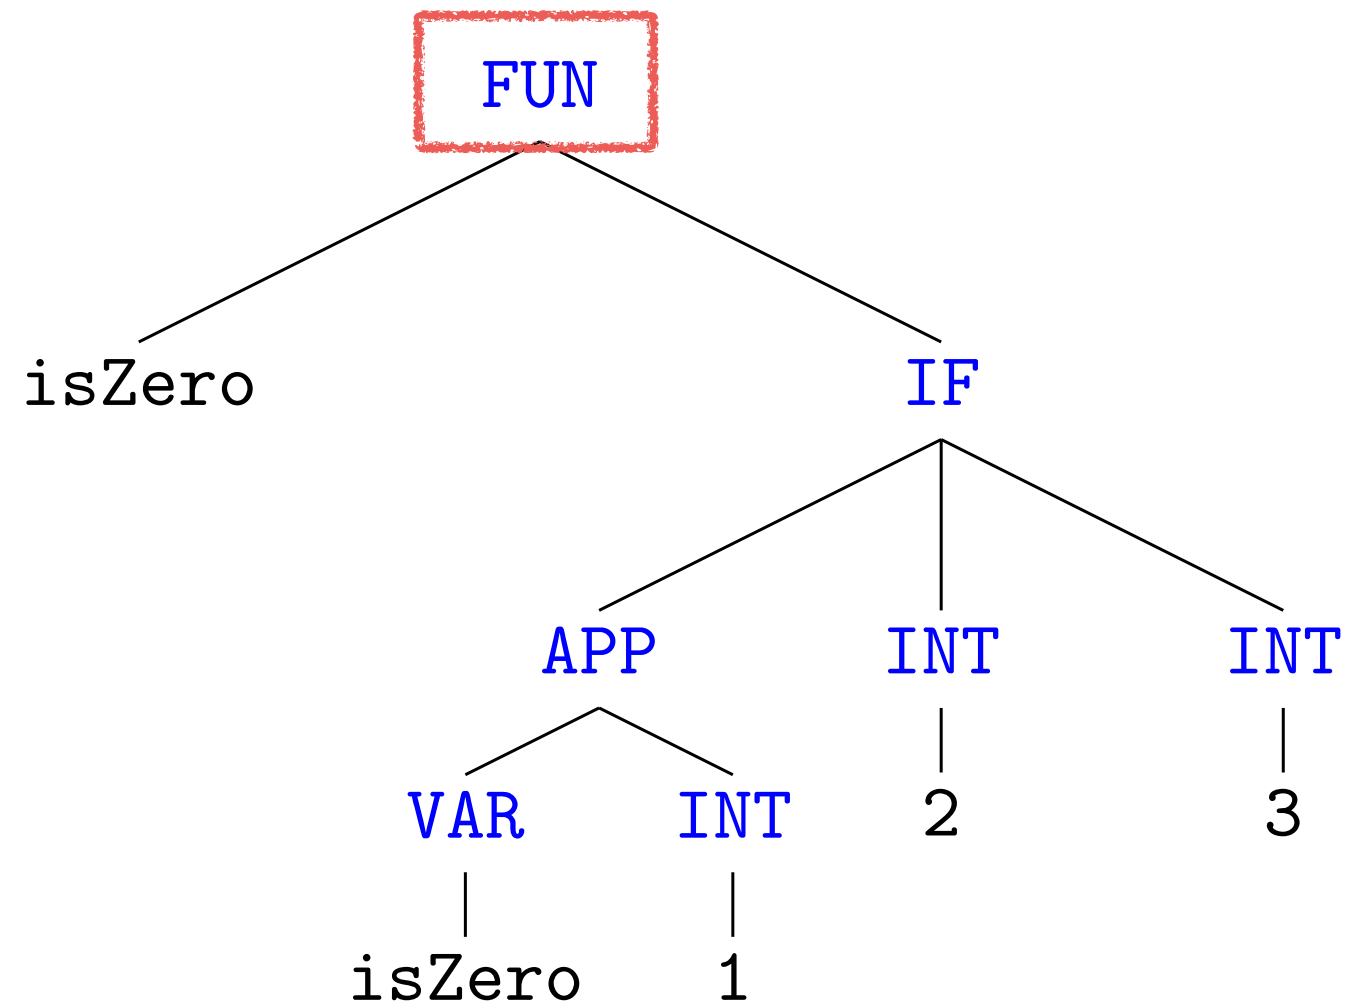 FUN
isZero IF
APP INT INT
VAR INT 2 3
isZero 1